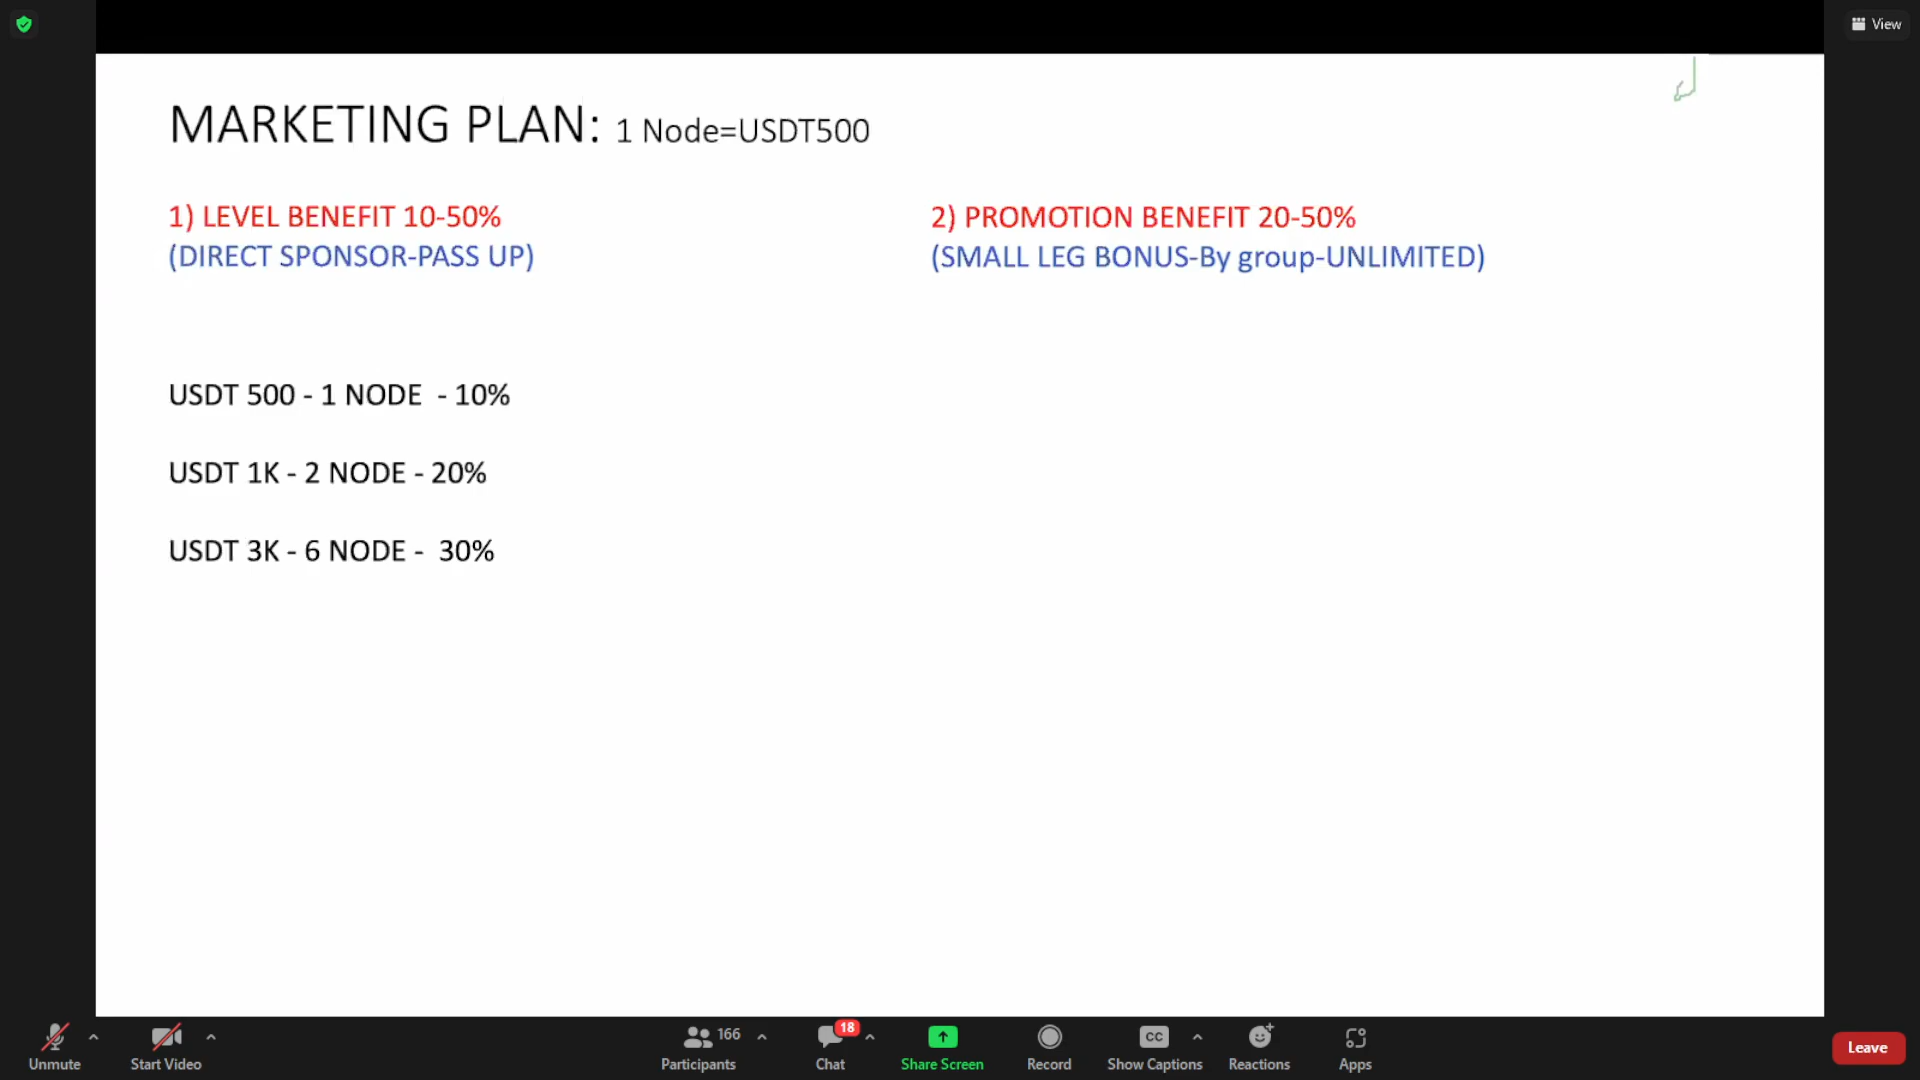 View
MARKETING PLAN: 1 Node=USDT500
1) LEVEL BENEFIT 10-50%
(DIRECT SPONSOR-PASS UP)
2) PROMOTION BENEFIT 20-50%
(SMALL LEG BONUS-By group-UNLIMITED)
USDT 500 - 1 NODE - 10%
USDT 1K - 2 NODE - 20%
USDT 3K - 6 NODE - 30%
Unmute
Start Video
166
Participants
18
Chat
Share Screen
Record
CC
Show Captions
Reactions
Apps
Leave